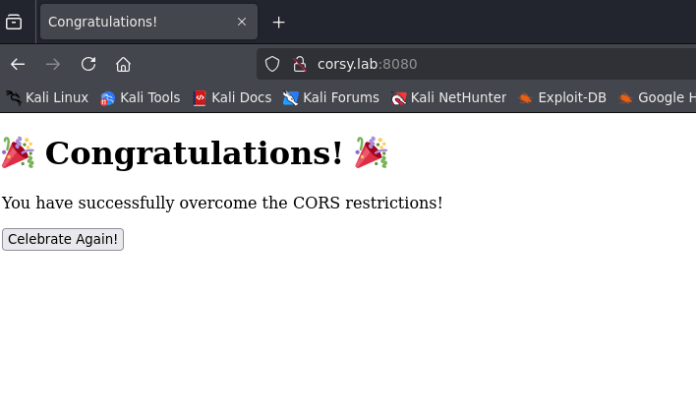 Congratulations!
corsy.lab:8080
Kali Linux Kali Tools Kali Docs Kali Forums Kali NetHunter Exploit-DB Google H
Congratulations!
You have successfully overcome the CORS restrictions!
Celebrate Again!